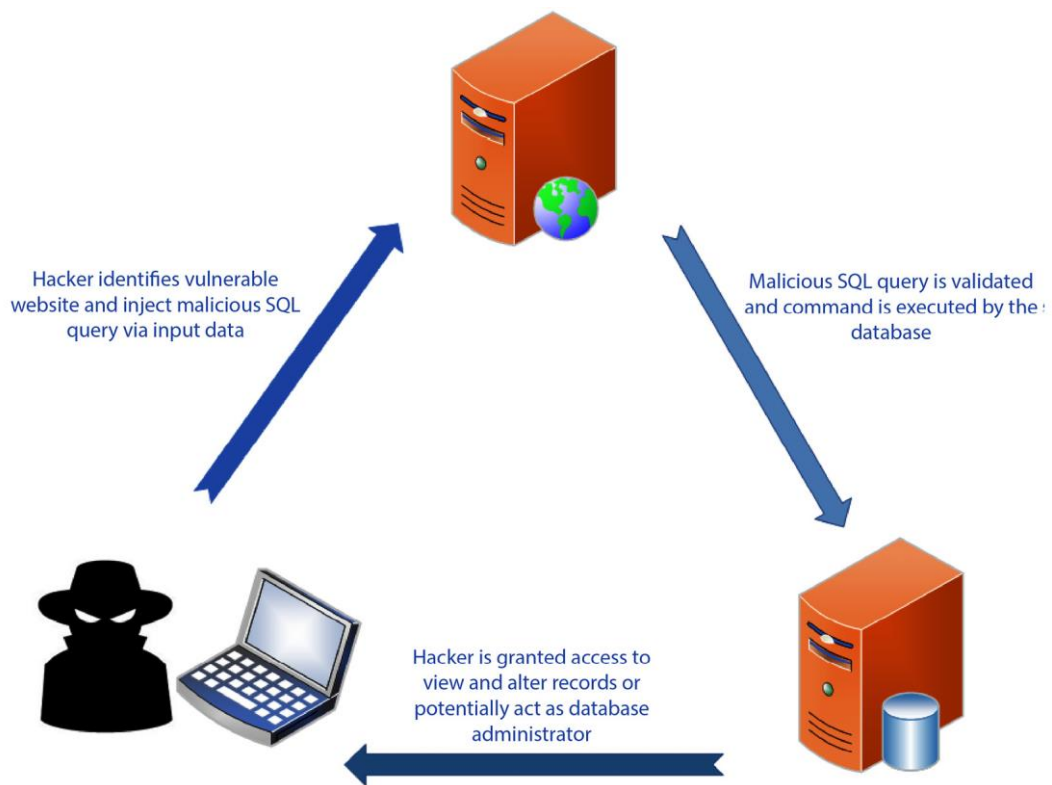 Hacker identifies vulnerable
website and inject malicious SQL
query via input data
Malicious SQL query is validated
and command is executed by the
database
Hacker is granted access to
view and alter records or
potentially act as database
administrator